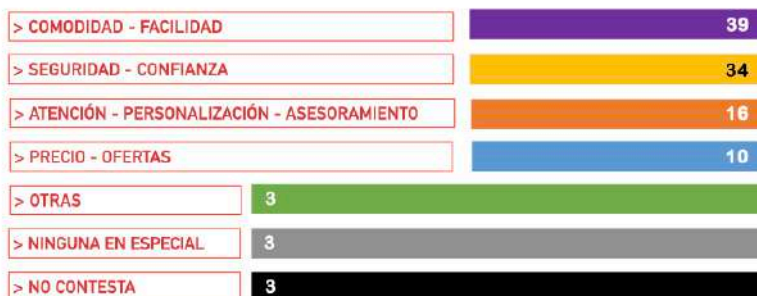 > COMODIDAD - FACILIDAD 39
> SEGURIDAD - CONFIANZA 34
> ATENCIÓN - PERSONALIZACIÓN - ASESORAMIENTO 16
> PRECIO - OFERTAS 10
> OTRAS 3
> NINGUNA EN ESPECIAL 3
> NO CONTESTA 3